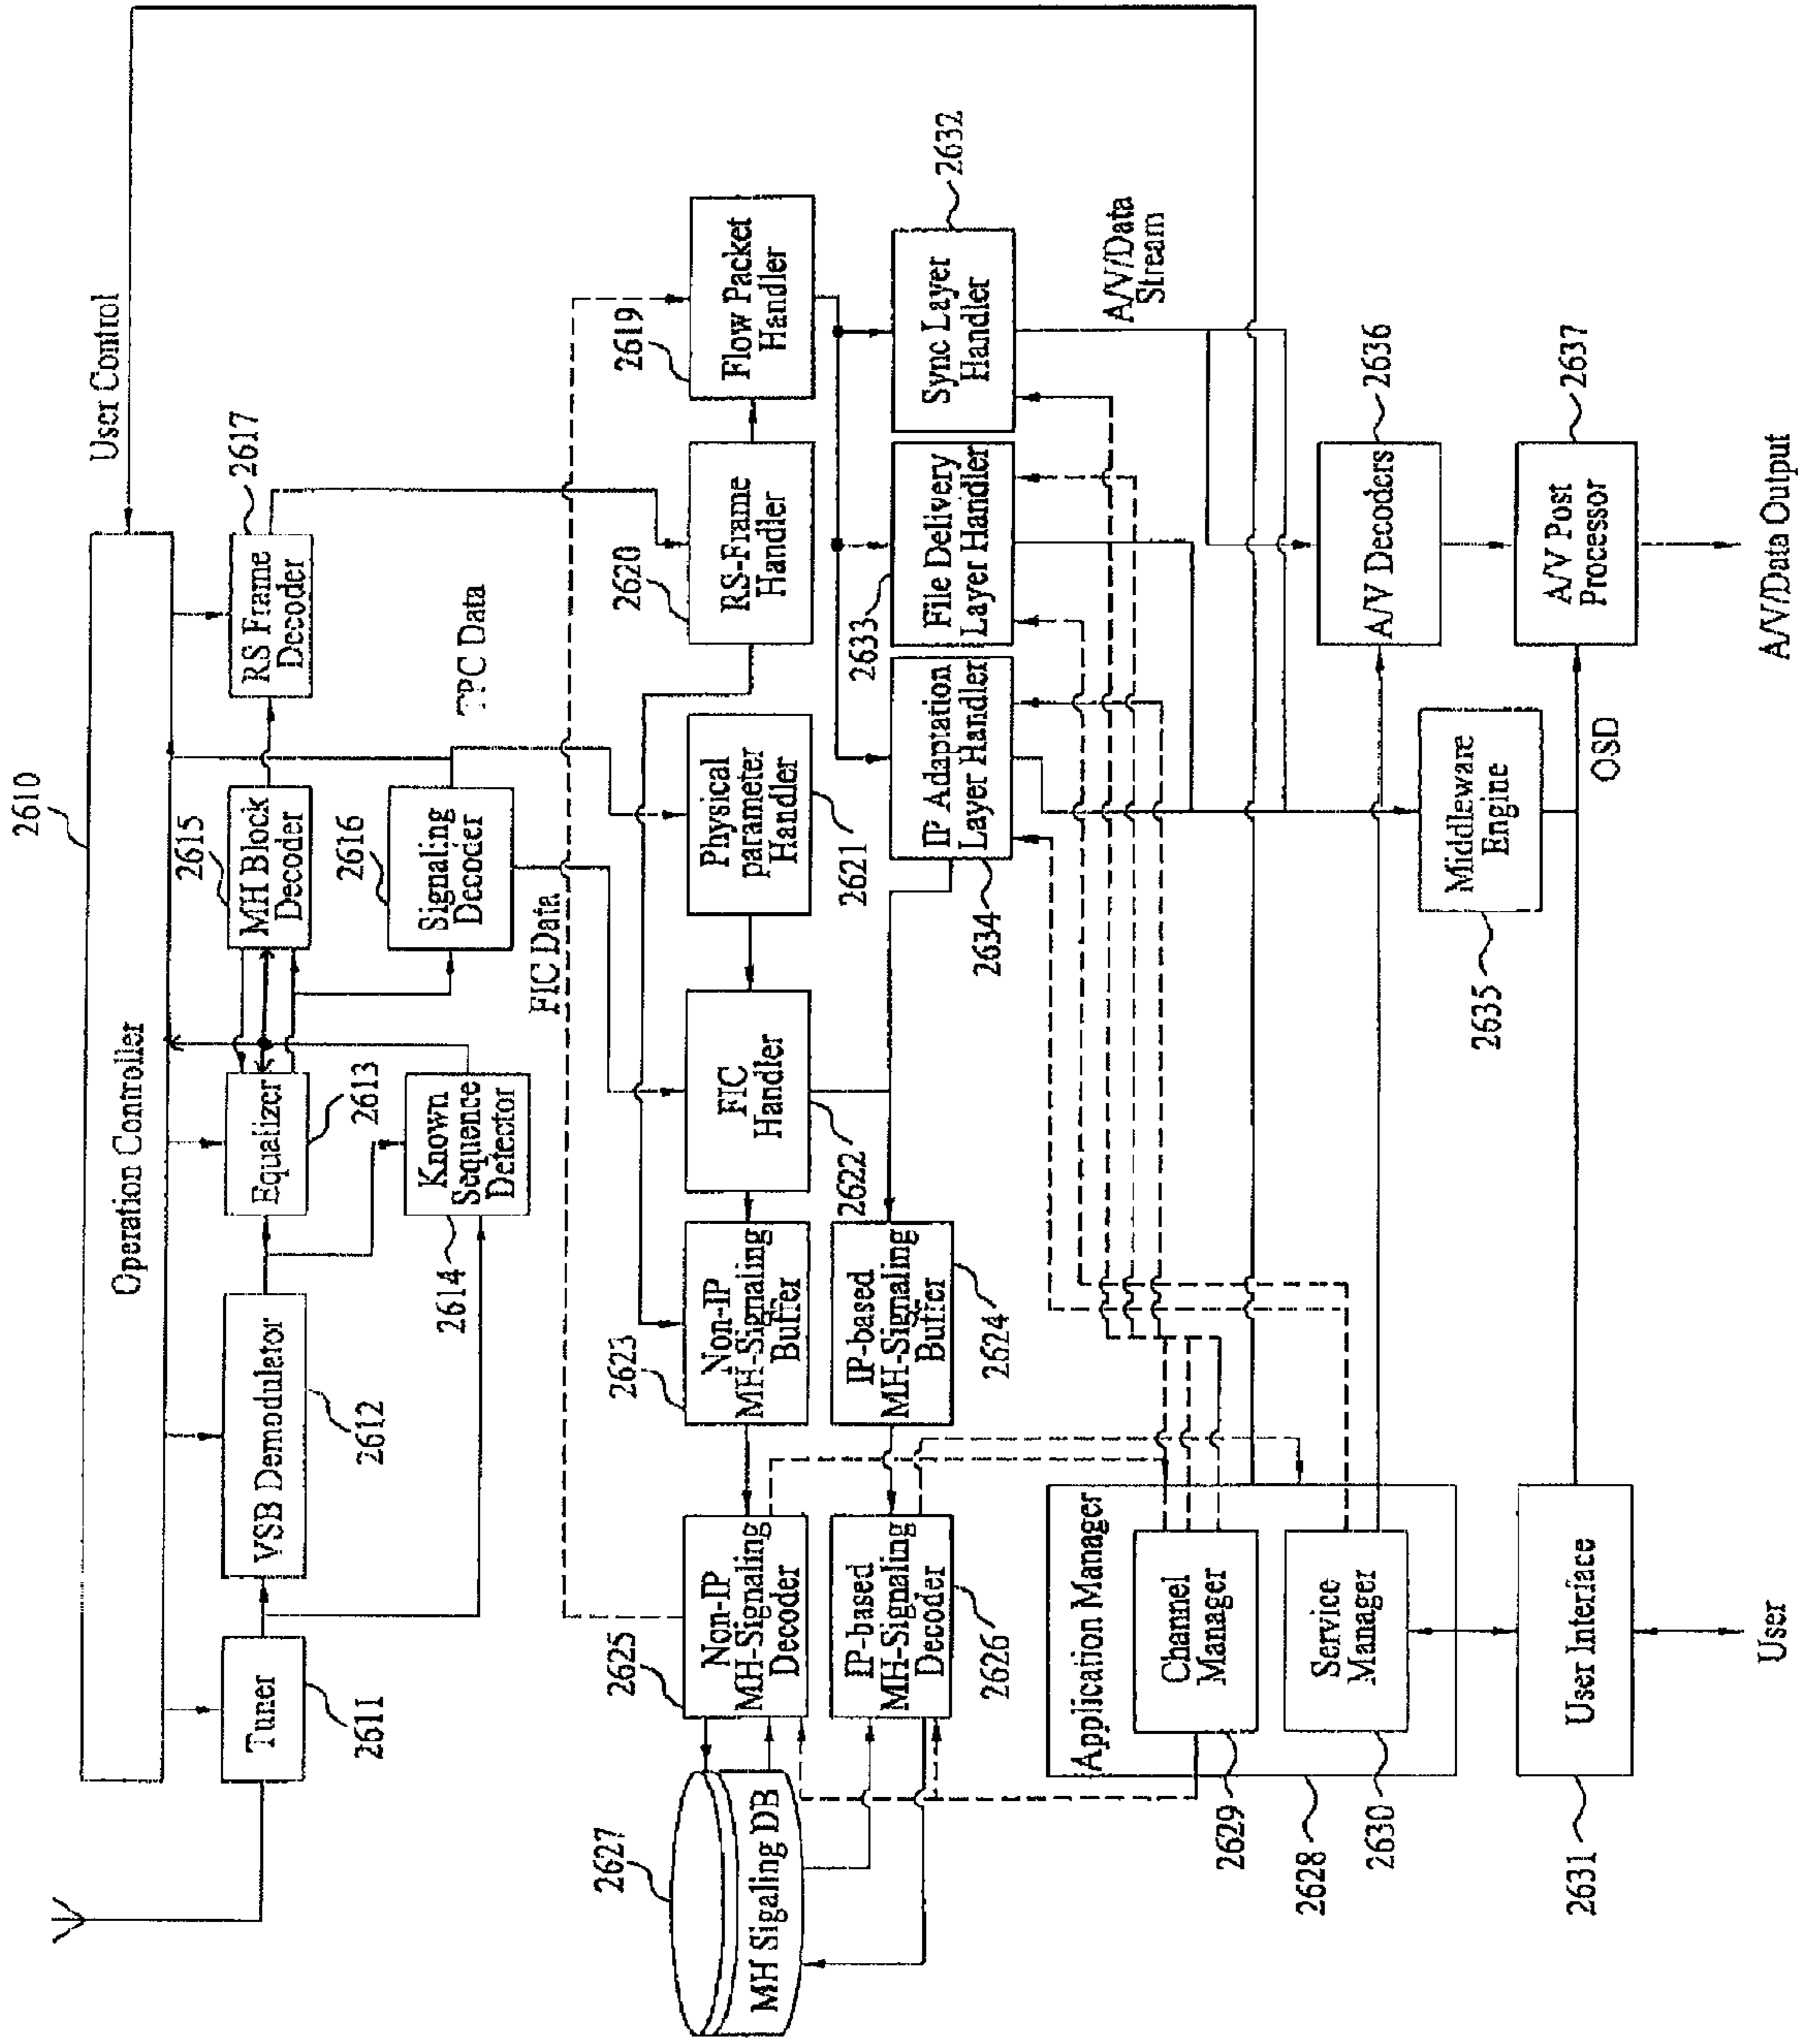 2610
Operation Controller
User Control
Tuner
2611
VSB Demodulator
2612
Equalizer
2613
Known
Sequence
Detector
2614
MH Block
Decoder
2615
Signaling
Decoder
2616
RS Frame
Decoder
2617
TPC Data
FIC Data
2627
MH Sigaling DB
Non-IP
MH-Signaling
Decoder
2625
Non-IP
MH-Signaling
Buffer
2623
FIC
Handler
2622
Physical
parameter
Handler
2621
RS-Frame
Handler
2620
Flow Packet
Handler
2619
IP-based
MH-Signaling
Decoder
2626
IP-based
MH-Signaling
Buffer
2624
IP Adaptation
Layer Handler
2634
File Delivery
Layer Handler
2633
Sync Layer
Handler
2632
A/V/Data
Stream
Application Manager
Channel
Manager
2629
Service
Manager
2630
2628
User Interface
2631
User
Middleware
Engine
2635
OSD
A/V Decoders
2636
A/V Post
Processor
2637
A/V/Data Output